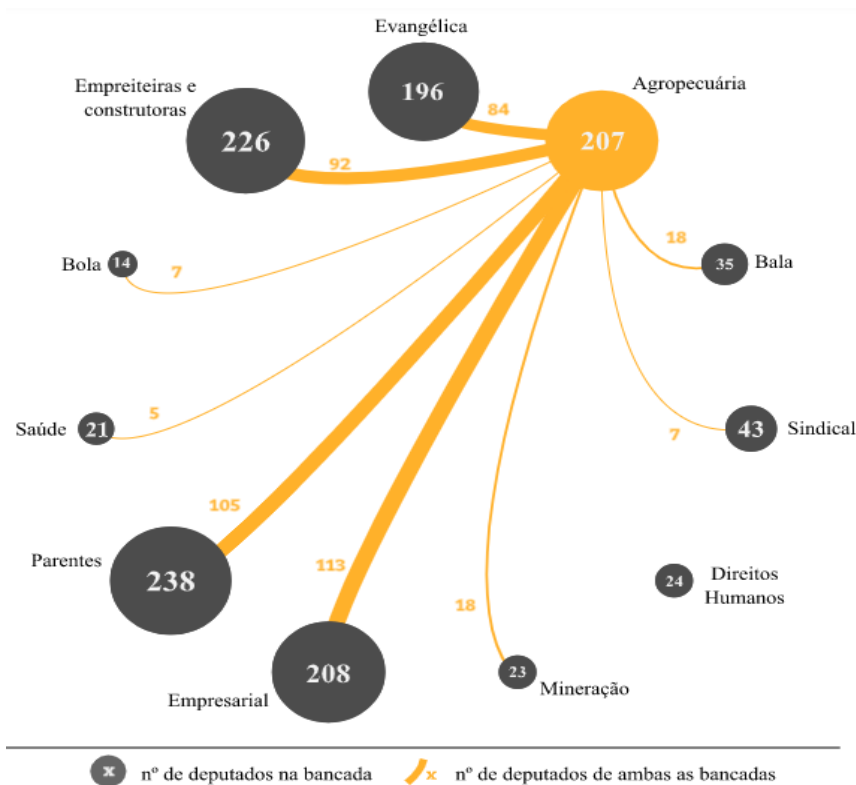 Evangélica
196
Empreiteiras e
construtoras
226
Agropecuária
207
84
92
Bola
14
7
18
35
Bala
Saúde
21
5
7
43
Sindical
105
Parentes
238
113
24
Direitos
Humanos
18
Empresarial
208
23
Mineração
x nº de deputados na bancada
x nº de deputados de ambas as bancadas